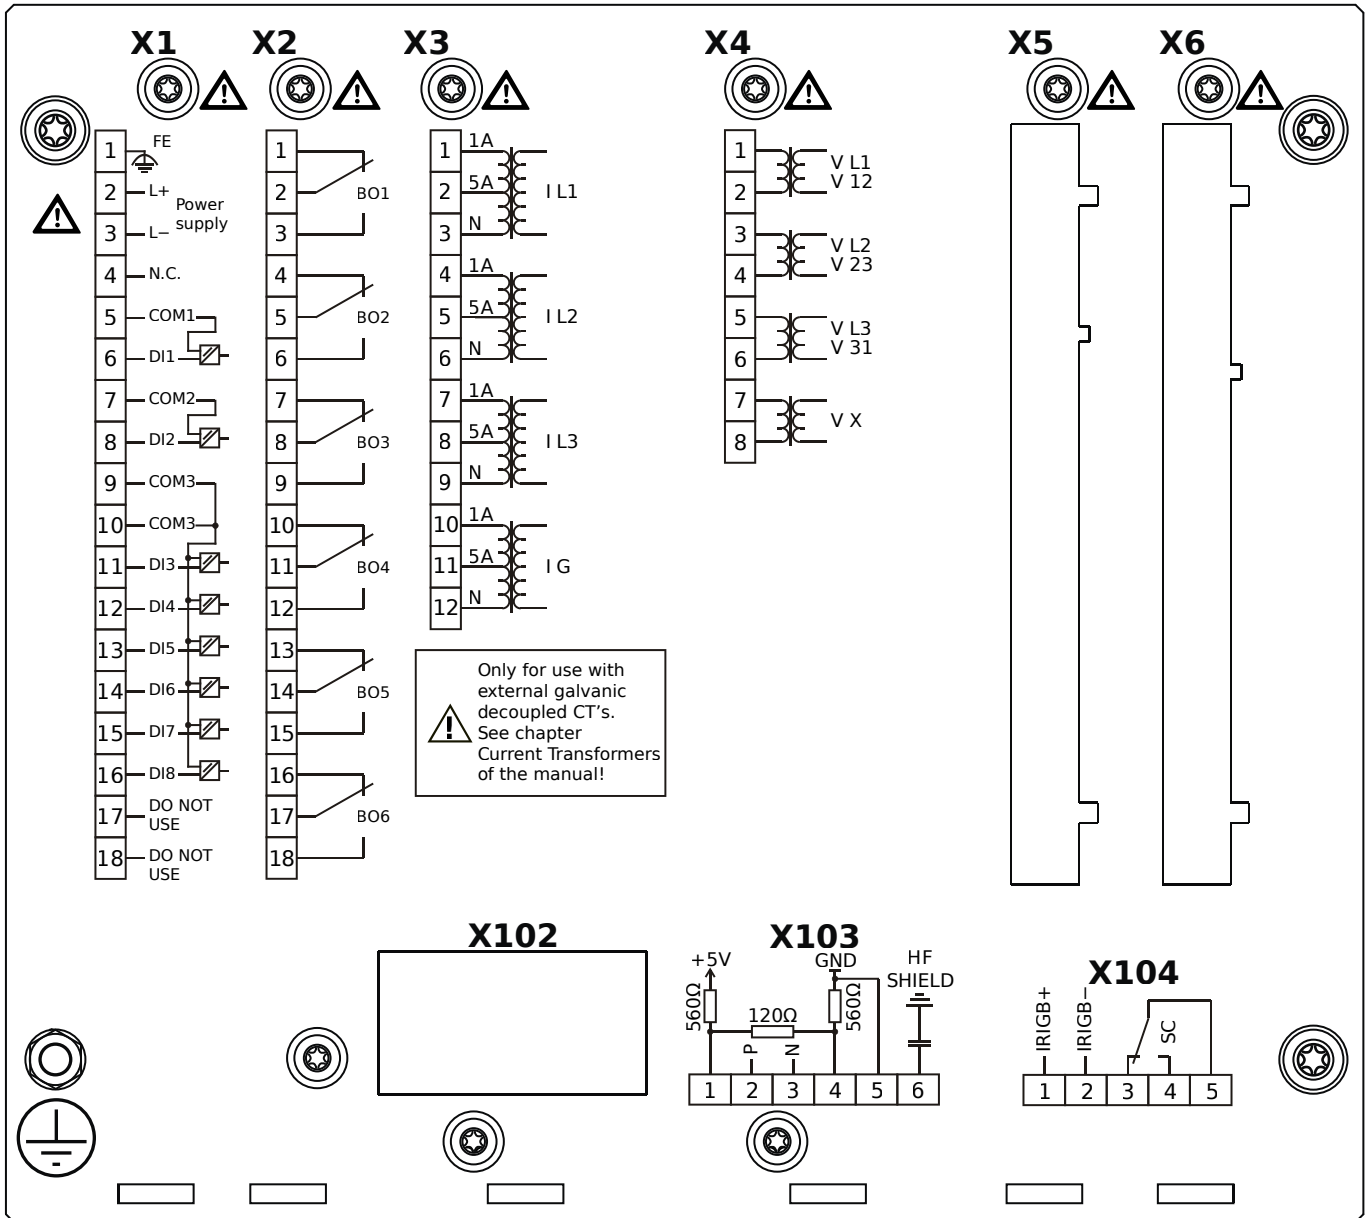 X1
X2
X3
X4
X5
X6
1
FE
2
L+
Power
supply
3
L−
4
N.C.
5
COM1
6
DI1
7
COM2
8
DI2
9
COM3
10
COM3
11
DI3
12
DI4
13
DI5
14
DI6
15
DI7
16
DI8
17
DO NOT
USE
18
DO NOT
USE
1
2
BO1
3
4
5
BO2
6
7
8
BO3
9
10
11
BO4
12
13
14
BO5
15
16
17
BO6
18
1
1A
2
5A
I L1
3
N
4
1A
5
5A
I L2
6
N
7
1A
8
5A
I L3
9
N
10
1A
11
5A
I G
12
N
Only for use with
external galvanic
decoupled CT's.
See chapter
Current Transformers
of the manual!
1
2
V L1
V 12
3
4
V L2
V 23
5
6
V L3
V 31
7
8
V X
X102
X103
+5V
GND
HF
SHIELD
560Ω
120Ω
560Ω
P
N
1
2
3
4
5
6
X104
IRIGB+
IRIGB−
SC
1
2
3
4
5